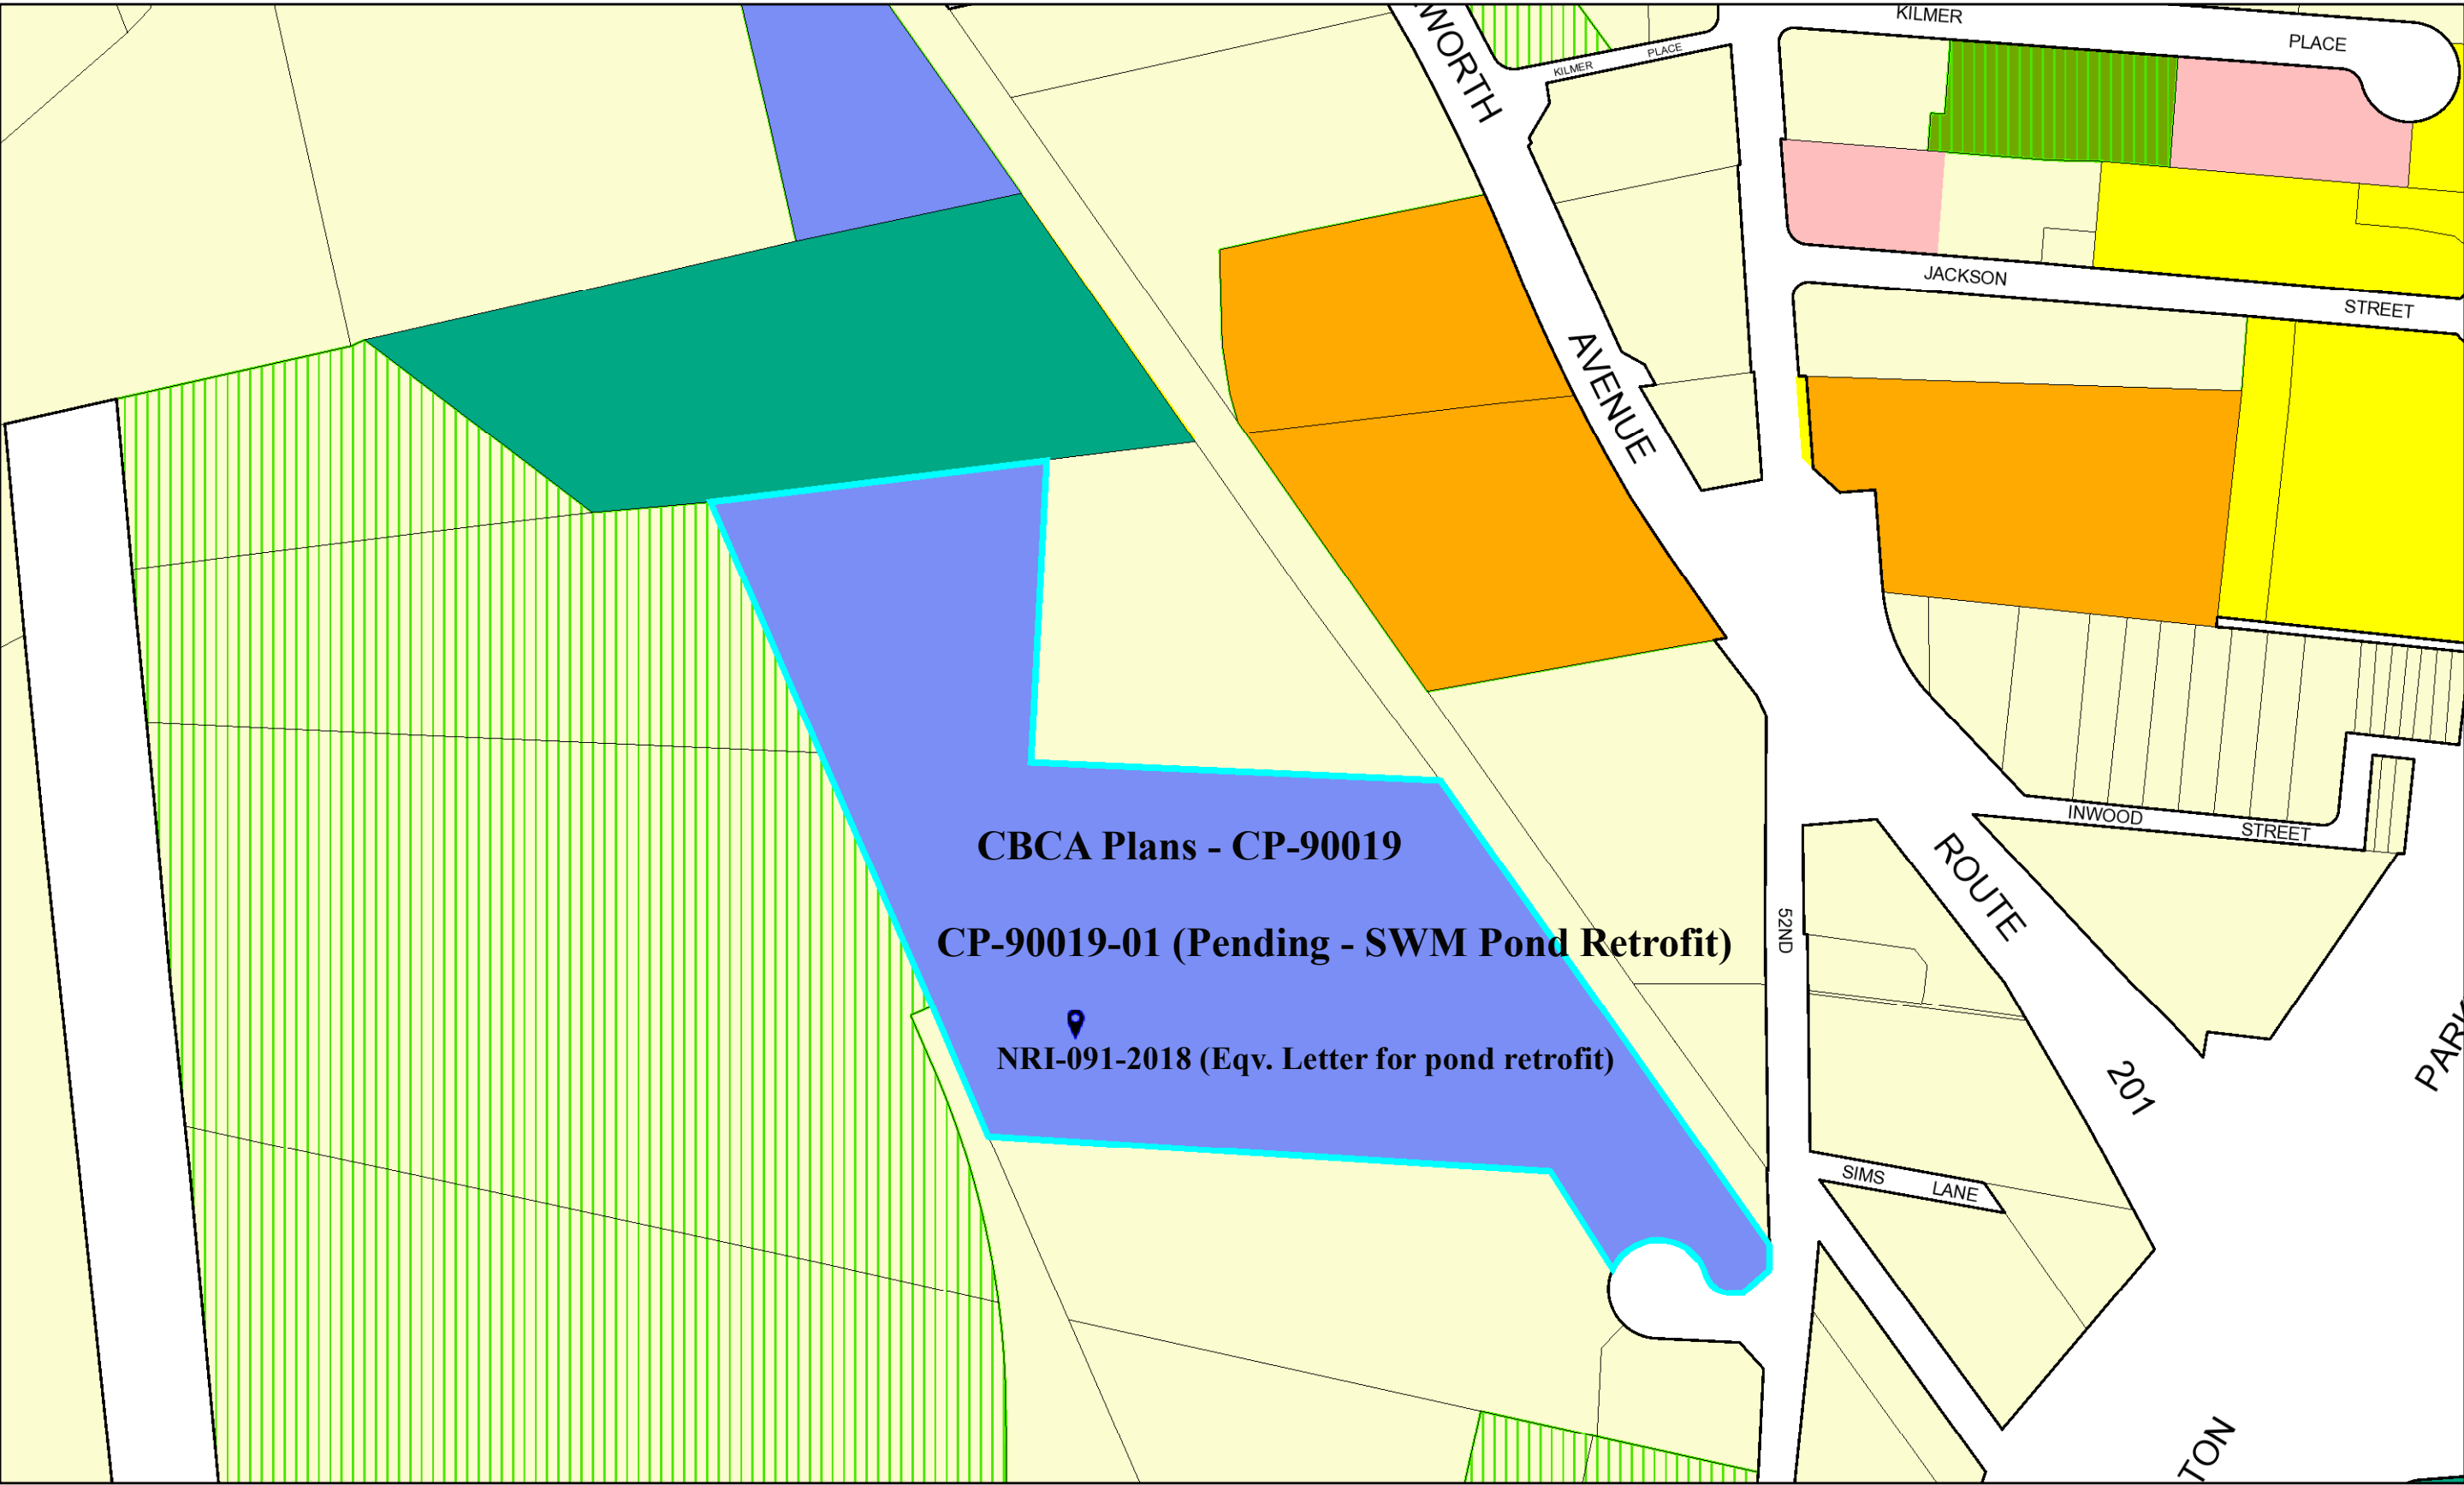 KILMER
PLACE
WORTH
KILMER PLACE
JACKSON
STREET
AVENUE
INWOOD
STREET
ROUTE
CBCA Plans - CP-90019
52ND
CP-90019-01 (Pending - SWM Pond Retrofit)
NRI-091-2018 (Eqv. Letter for pond retrofit)
201
PARK
SIMS LANE
TON